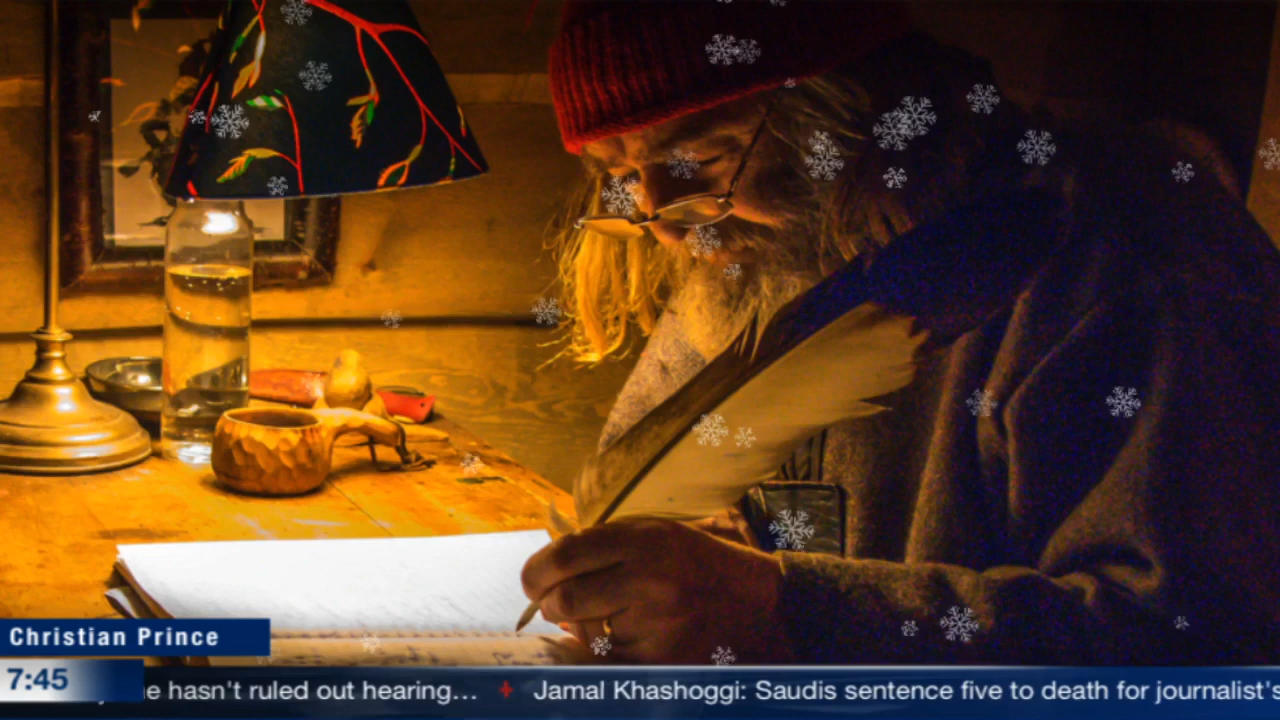 Christian Prince
7:45
e hasn't ruled out hearing... + Jamal Khashoggi: Saudis sentence five to death for journalist's